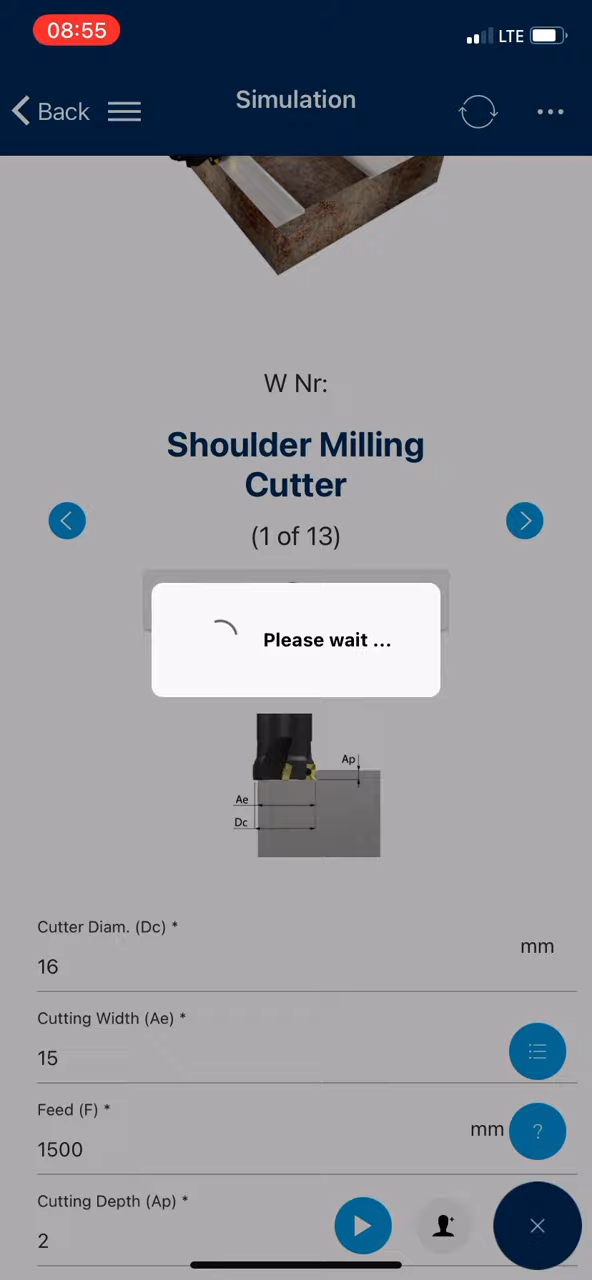 08:55
LTE
Back
Simulation
W Nr:
Shoulder Milling
Cutter
(1 of 13)
Please wait ...
Ap
Ae
Dc
Cutter Diam. (Dc) *
mm
16
Cutting Width (Ae) *
15
Feed (F) *
mm
?
1500
Cutting Depth (Ap) *
2